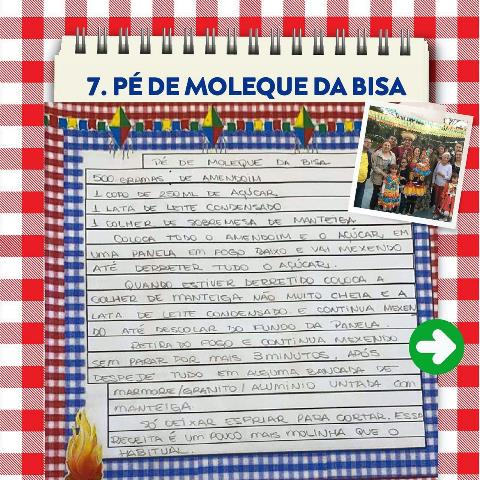 7. PÉ DE MOLEQUE DA BISA
PÉ DE MOLEQUE DA BISA
500 GRAMAS DE AMENDOIM
1 COPO DE 250ML DE AÇÚCAR
1 LATA DE LEITE CONDENSADO
1 COLHER DE SOBREMESA DE MANTEIGA
COLOCA TUDO O AMENDOIM E O AÇÚCAR, EM
UMA PANELA EM FOGO BAIXO E VAI MEXENDO
ATÉ DERRETER TUDO O AÇÚCAR.
QUANDO ESTIVER DERRETIDO COLOCA A
COLHER DE MANTEIGA NÃO MUITO CHEIA E A
LATA DE LEITE CONDENSADO. E CONTINUA MEXEN
DO ATÉ DESCOLAR DO FUNDO DA PANELA.
RETIRA DO FOGO E CONTINUA MEXENDO
SEM PARAR POR MAIS 3 MINUTOS, APÓS
DESPEJE TUDO EM ALGUMA BANCADA DE
MARMORE/GRANITO/ALUMINIO UNTADA COM
MANTEIGA.
SÓ DEIXAR ESFRIAR PARA CORTAR. ESSA
RECEITA É UM POUCO MAIS MOLINHA QUE O
HABITUAL.